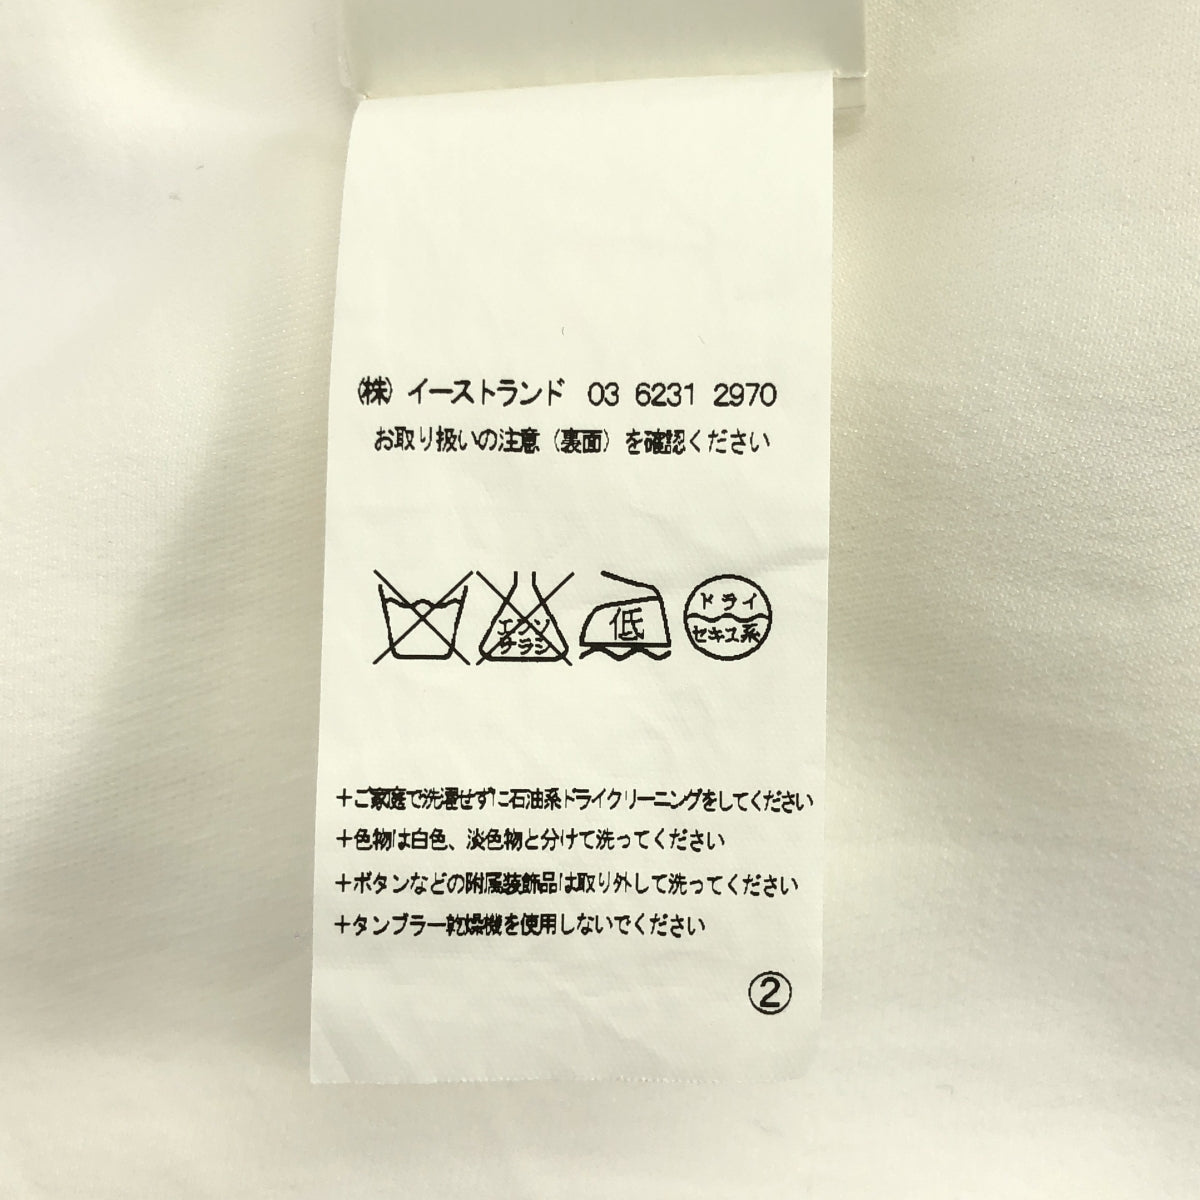 (株) イーストランド 03 6231 2970
お取り扱いの注意(裏面)を確認ください
エンソ
チラシ
低
ドライ
セキユ系
+ご家庭で洗濯せずに石油系ドライクリーニングをしてください
+色物は白色、淡色物と分けて洗ってください
+ボタンなどの附属装飾品は取り外して洗ってください
+タンブラー乾燥機を使用しないでください
②